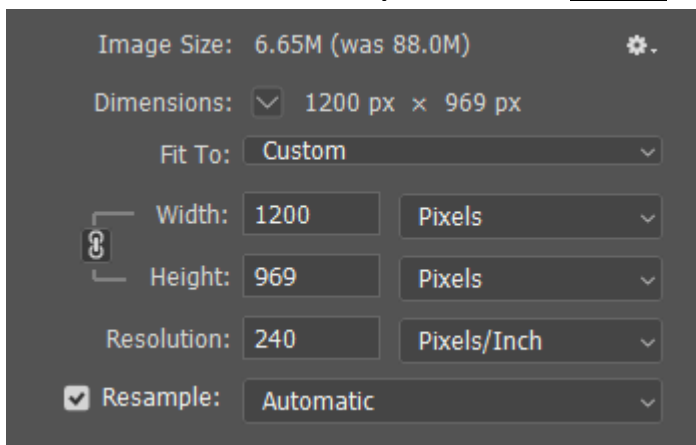 Image Size: 6.65M (was 88.0M)
Dimensions: 1200 px × 969 px
Fit To: Custom
Width: 1200 Pixels
Height: 969 Pixels
Resolution: 240 Pixels/Inch
Resample: Automatic